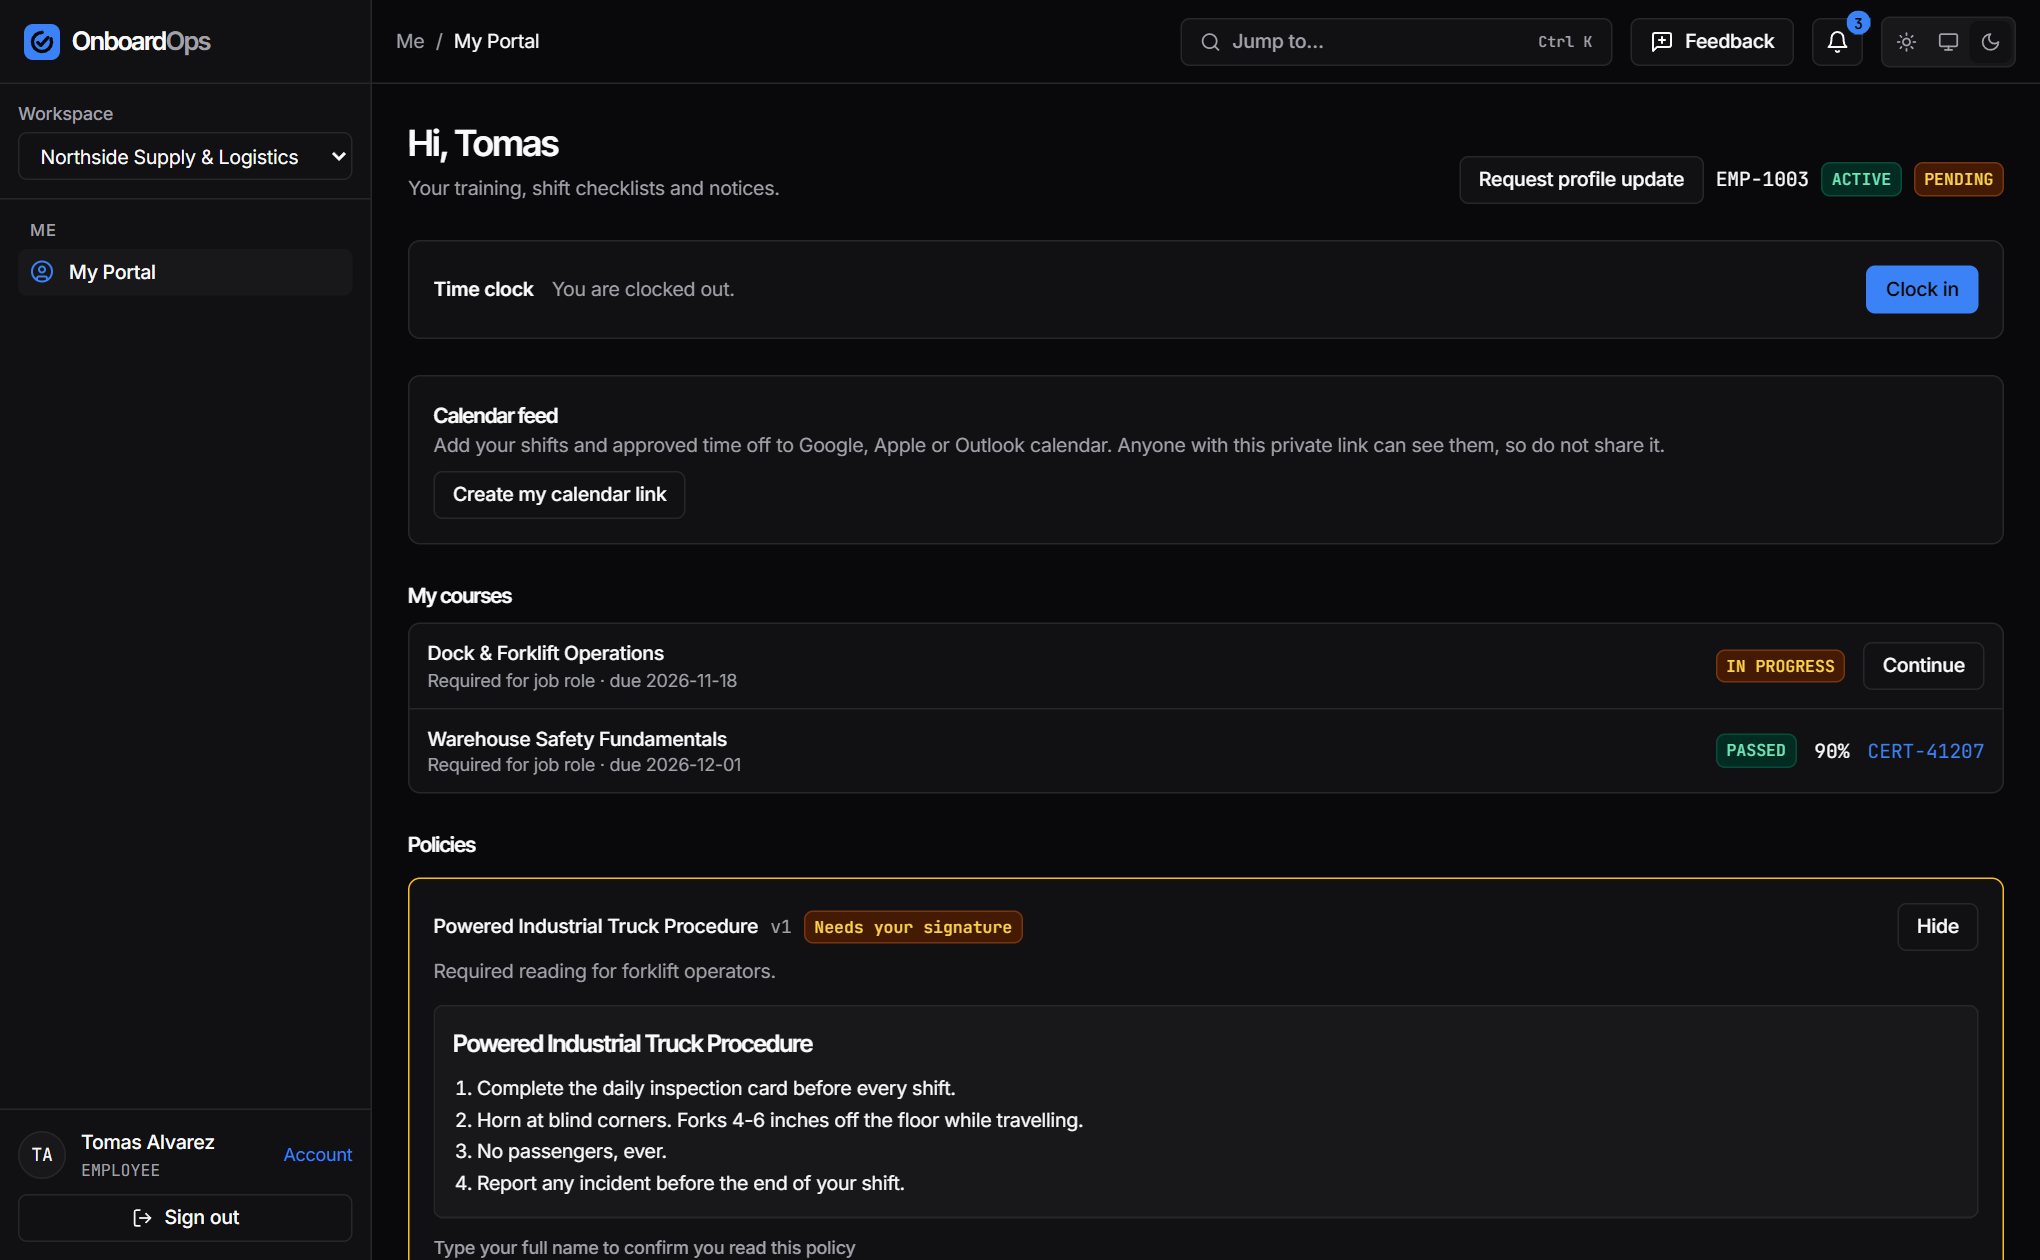 OnboardOps
Me / My Portal
Jump to... Ctrl K
Feedback
3
Workspace
Northside Supply & Logistics
ME
My Portal
Hi, Tomas
Your training, shift checklists and notices.
Request profile update EMP-1003 ACTIVE PENDING
Time clock You are clocked out.
Clock in
Calendar feed
Add your shifts and approved time off to Google, Apple or Outlook calendar. Anyone with this private link can see them, so do not share it.
Create my calendar link
My courses
Dock & Forklift Operations
Required for job role · due 2026-11-18
IN PROGRESS Continue
Warehouse Safety Fundamentals
Required for job role · due 2026-12-01
PASSED 90% CERT-41207
Policies
Powered Industrial Truck Procedure v1 Needs your signature
Hide
Required reading for forklift operators.
Powered Industrial Truck Procedure
1. Complete the daily inspection card before every shift.
2. Horn at blind corners. Forks 4-6 inches off the floor while travelling.
3. No passengers, ever.
4. Report any incident before the end of your shift.
Type your full name to confirm you read this policy
TA
Tomas Alvarez
EMPLOYEE
Account
Sign out